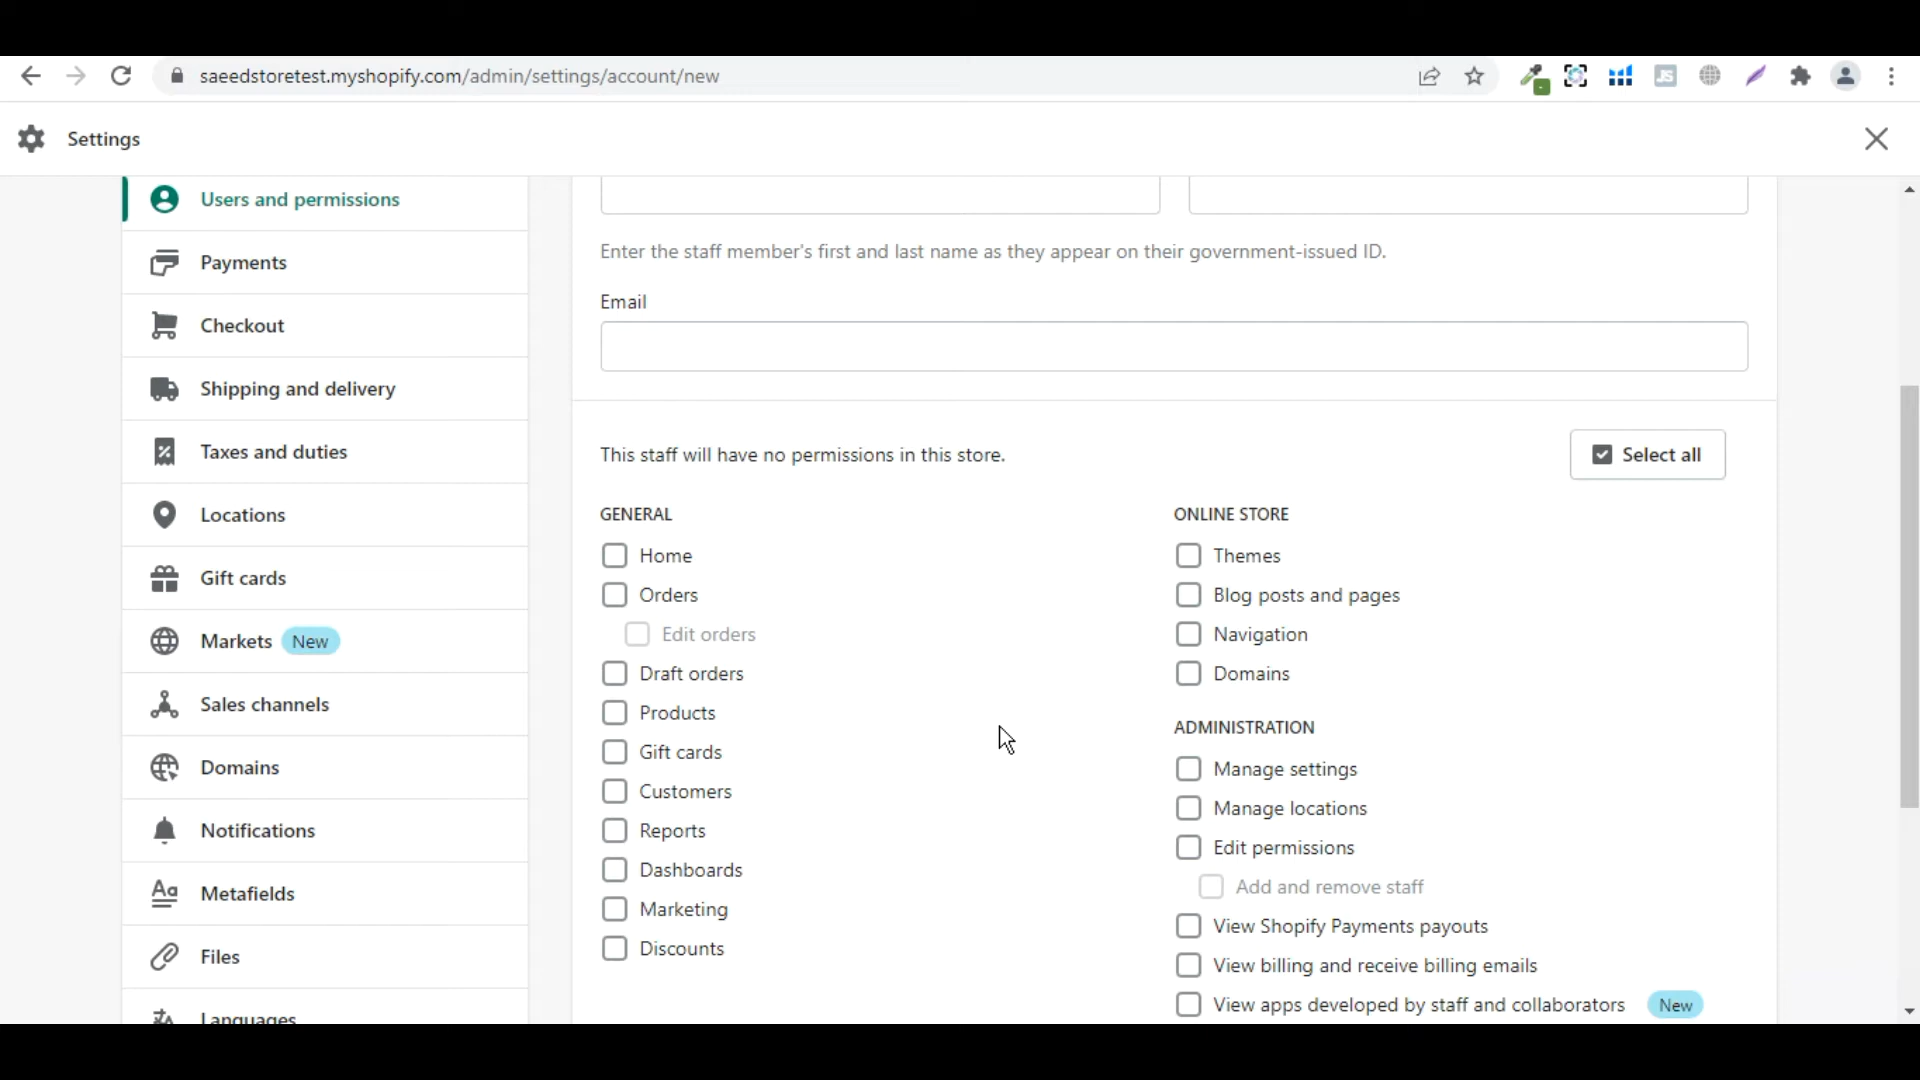 saeedstoretest.myshopify.com/admin/settings/account/new
JS
Settings
Users and permissions
Payments
Checkout
Shipping and delivery
Taxes and duties
Locations
Gift cards
Markets New
Sales channels
Domains
Notifications
Metafields
Files
Languages
Enter the staff member's first and last name as they appear on their government-issued ID.
Email
This staff will have no permissions in this store.
Select all
GENERAL
Home
Orders
Edit orders
Draft orders
Products
Gift cards
Customers
Reports
Dashboards
Marketing
Discounts
ONLINE STORE
Themes
Blog posts and pages
Navigation
Domains
ADMINISTRATION
Manage settings
Manage locations
Edit permissions
Add and remove staff
View Shopify Payments payouts
View billing and receive billing emails
View apps developed by staff and collaborators New